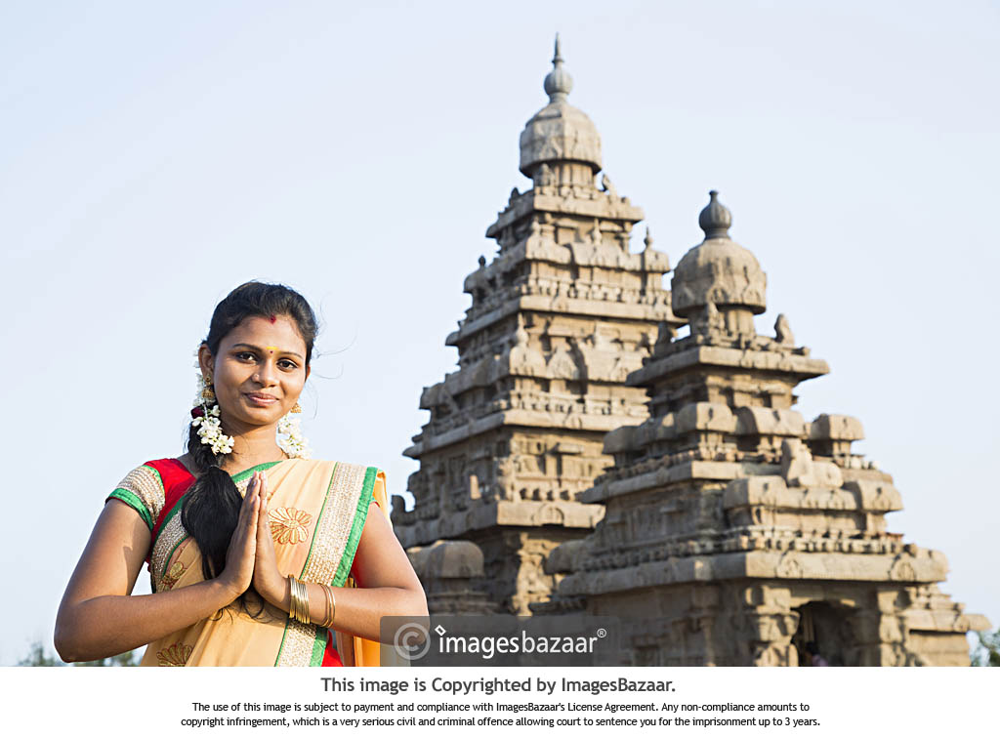 © imagesbazaar®
This image is Copyrighted by ImagesBazaar.
The use of this image is subject to payment and compliance with ImagesBazaar's License Agreement. Any non-compliance amounts to
copyright infringement, which is a very serious civil and criminal offence allowing court to sentence you for the imprisonment up to 3 years.